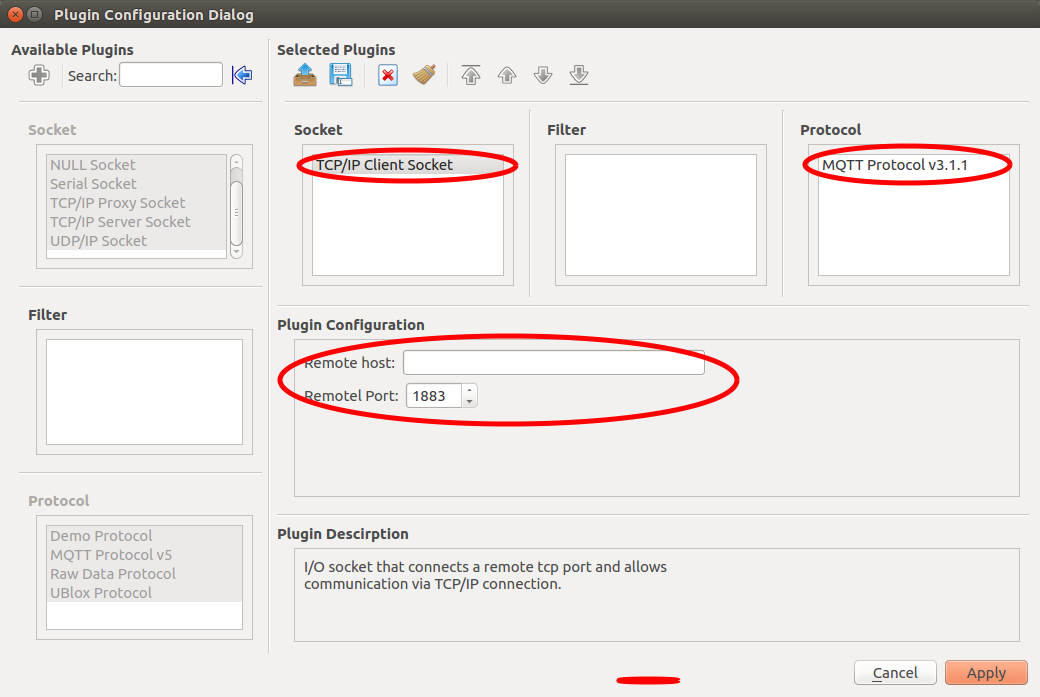 Plugin Configuration Dialog
Available Plugins
Search:
Socket
NULL Socket
Serial Socket
TCP/IP Proxy Socket
TCP/IP Server Socket
UDP/IP Socket
Filter
Protocol
Demo Protocol
MQTT Protocol v5
Raw Data Protocol
UBlox Protocol
Selected Plugins
Socket
TCP/IP Client Socket
Filter
Protocol
MQTT Protocol v3.1.1
Plugin Configuration
Remote host:
Remotel Port: 1883
Plugin Descirption
I/O socket that connects a remote tcp port and allows
communication via TCP/IP connection.
Cancel
Apply